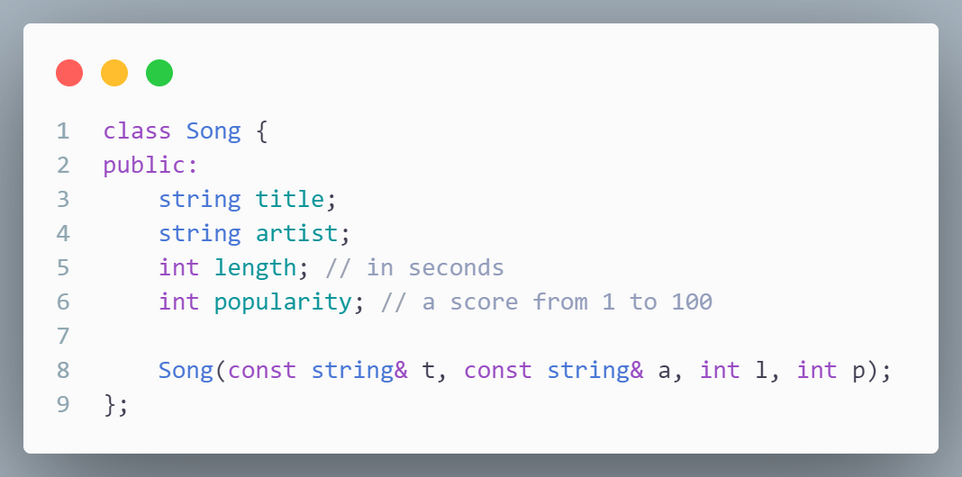 1 class Song {
2 public:
3     string title;
4     string artist;
5     int length; // in seconds
6     int popularity; // a score from 1 to 100
7
8     Song(const string& t, const string& a, int l, int p);
9 };